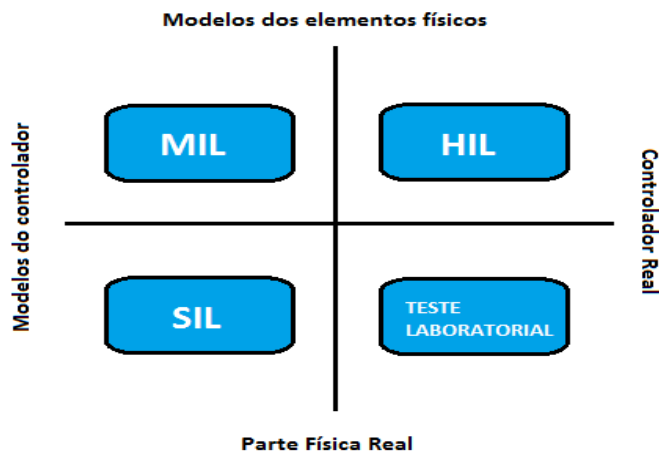 Modelos dos elementos físicos
Modelos do controlador
MIL
HIL
Controlador Real
SIL
TESTE
LABORATORIAL
Parte Física Real